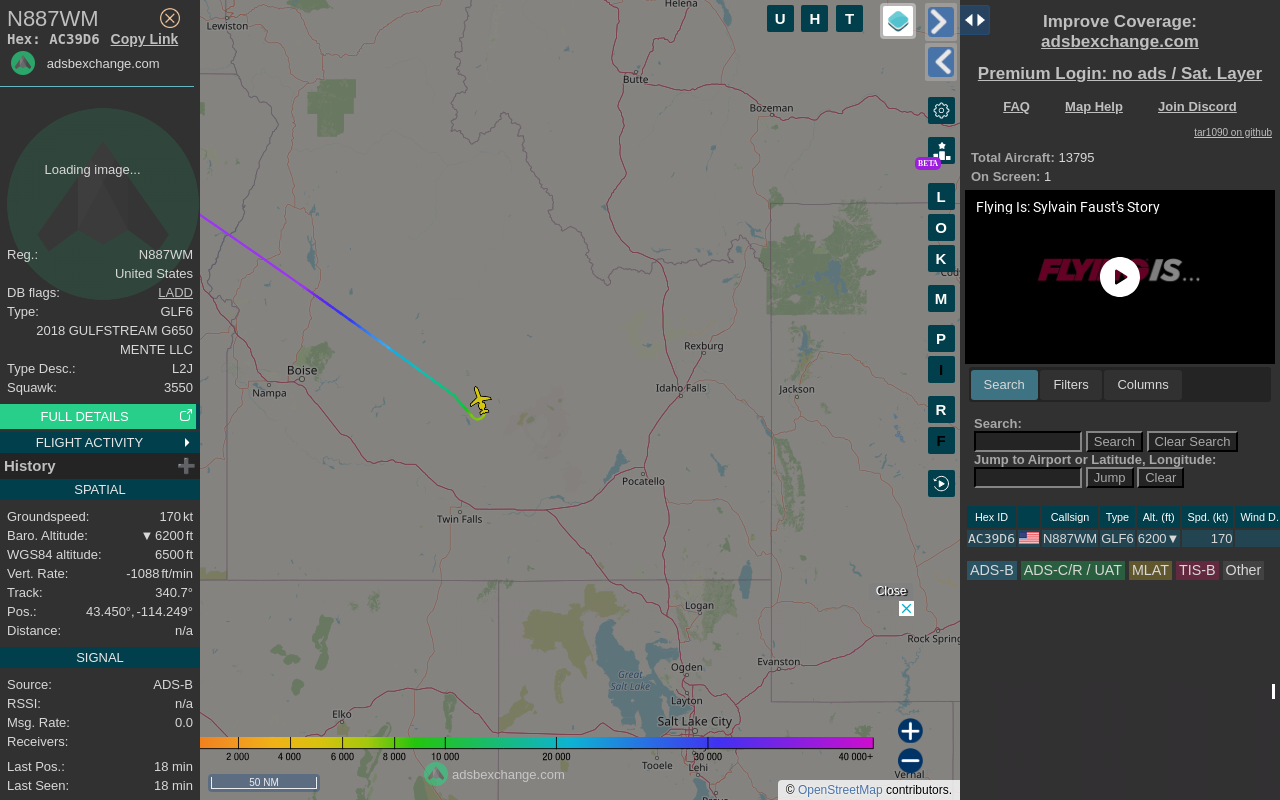 N887WM
Hex: AC39D6 Copy Link
adsbexchange.com
Loading image...
Reg.: N887WM
United States
DB flags: LADD
Type: GLF6
2018 GULFSTREAM G650
MENTE LLC
Type Desc.: L2J
Squawk: 3550
FULL DETAILS
FLIGHT ACTIVITY
History
SPATIAL
Groundspeed: 170 kt
Baro. Altitude: ▼ 6200 ft
WGS84 altitude: 6500 ft
Vert. Rate: -1088 ft/min
Track: 340.7°
Pos.: 43.450°, -114.249°
Distance: n/a
SIGNAL
Source: ADS-B
RSSI: n/a
Msg. Rate: 0.0
Receivers:
Last Pos.: 18 min
Last Seen: 18 min
Lewiston
Helena
Butte
Bozeman
Cody
Rexburg
Boise
Nampa
Idaho Falls
Jackson
Pocatello
Twin Falls
Logan
Rock Spring
Evanston
Ogden
Great
Salt Lake
Layton
Elko
Salt Lake City
Tooele
Lehi
Vernal
Provo
U H T
BETA
L
O
K
M
P
I
R
F
Close
2 000 4 000 6 000 8 000 10 000 20 000 30 000 40 000+
adsbexchange.com
50 NM
© OpenStreetMap contributors.
Improve Coverage:
adsbexchange.com
Premium Login: no ads / Sat. Layer
FAQ Map Help Join Discord
tar1090 on github
Total Aircraft: 13795
On Screen: 1
Flying Is: Sylvain Faust's Story
FLYING IS...
Search Filters Columns
Search:
Search Clear Search
Jump to Airport or Latitude, Longitude:
Jump Clear
Hex ID Callsign Type Alt. (ft) Spd. (kt) Wind D.
AC39D6 N887WM GLF6 6200▼ 170
ADS-B ADS-C/R / UAT MLAT TIS-B Other